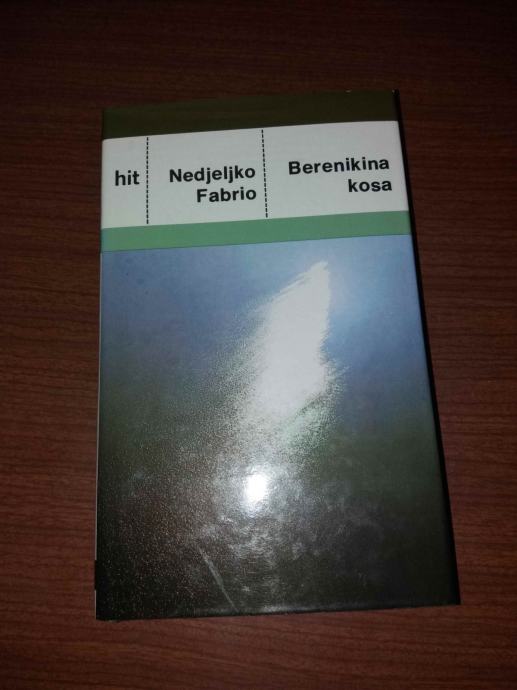 hit
Nedjeljko
Fabrio
Berenikina
kosa